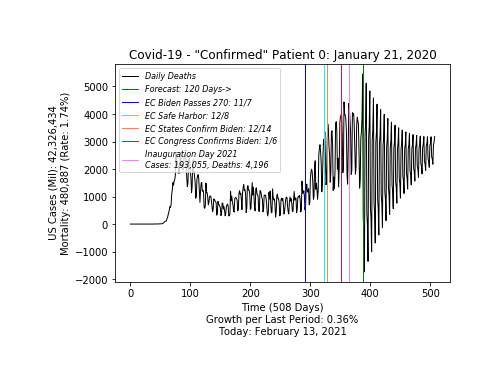 Covid-19 - "Confirmed" Patient 0: January 21, 2020
US Cases (Mil): 42,326,434
Mortality: 480,887 (Rate: 1.74%)
5000
4000
3000
2000
1000
0
−1000
−2000
Daily Deaths
Forecast: 120 Days->
EC Biden Passes 270: 11/7
EC Safe Harbor: 12/8
EC States Confirm Biden: 12/14
EC Congress Confirms Biden: 1/6
Inauguration Day 2021
Cases: 193,055, Deaths: 4,196
0 100 200 300 400 500
Time (508 Days)
Growth per Last Period: 0.36%
Today: February 13, 2021